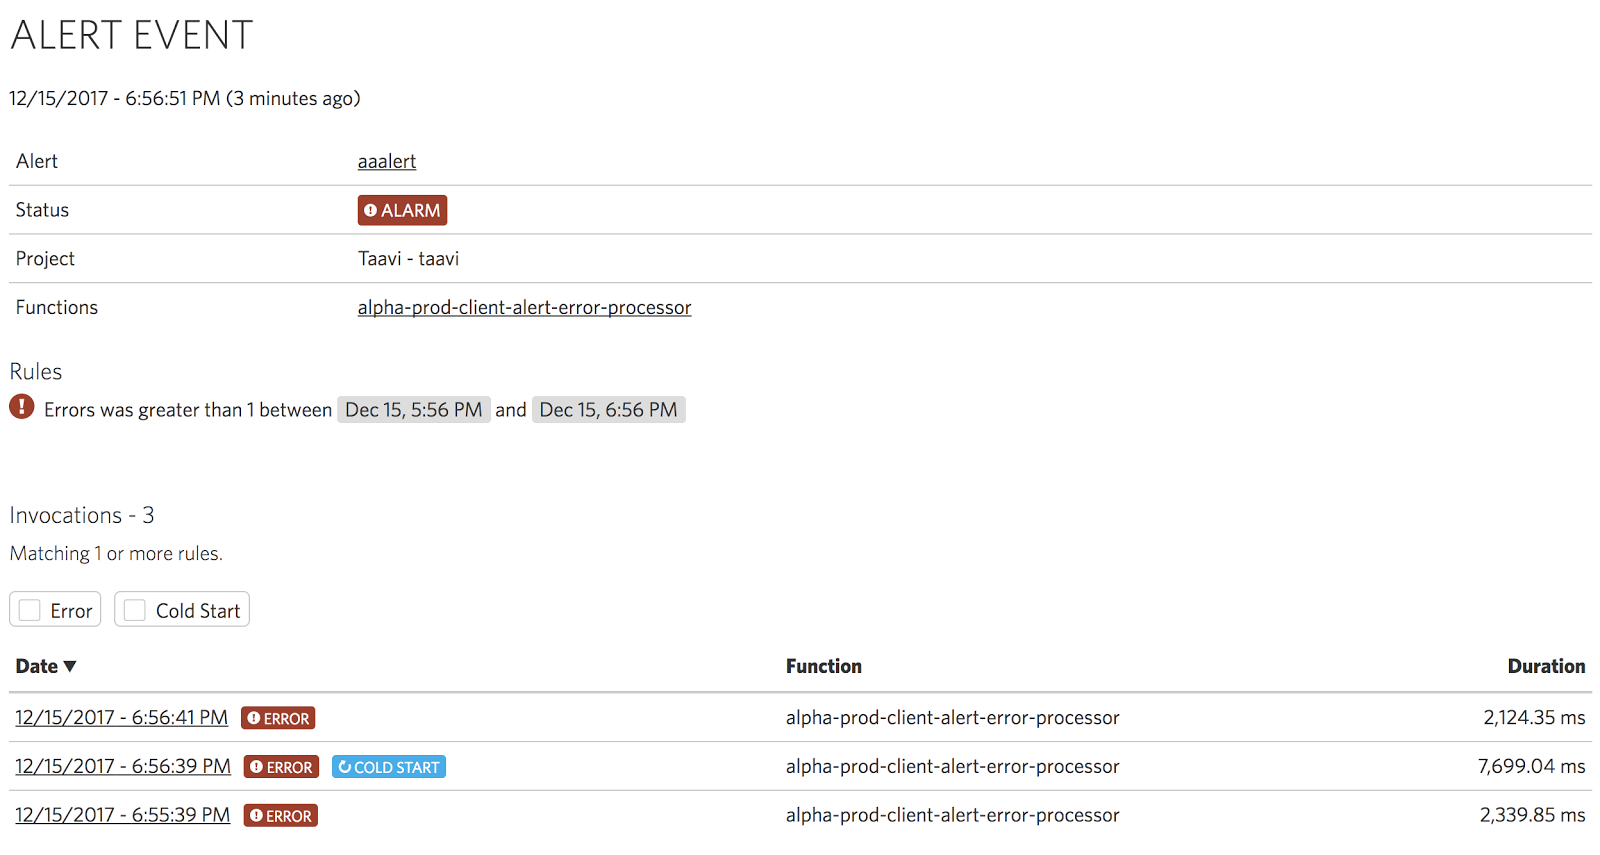 ALERT EVENT
12/15/2017 - 6:56:51 PM (3 minutes ago)
Alert aaalert
Status ALARM
Project Taavi - taavi
Functions alpha-prod-client-alert-error-processor
Rules
Errors was greater than 1 between Dec 15, 5:56 PM and Dec 15, 6:56 PM
Invocations - 3
Matching 1 or more rules.
Error Cold Start
Date ▼ Function Duration
12/15/2017 - 6:56:41 PM ERROR alpha-prod-client-alert-error-processor 2,124.35 ms
12/15/2017 - 6:56:39 PM ERROR COLD START alpha-prod-client-alert-error-processor 7,699.04 ms
12/15/2017 - 6:55:39 PM ERROR alpha-prod-client-alert-error-processor 2,339.85 ms